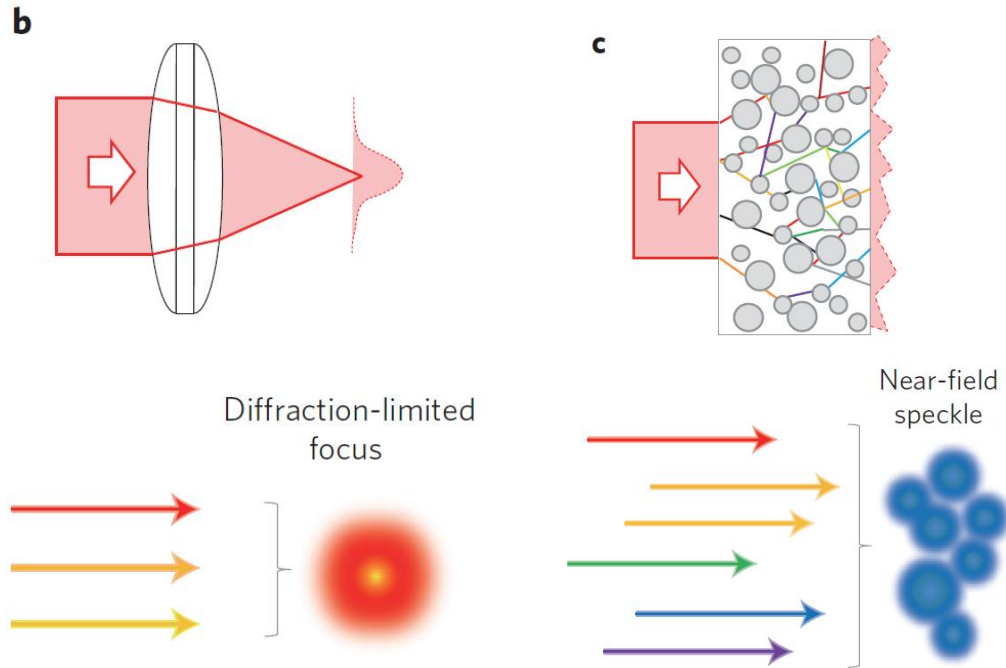 b
c
Diffraction-limited
focus
Near-field
speckle